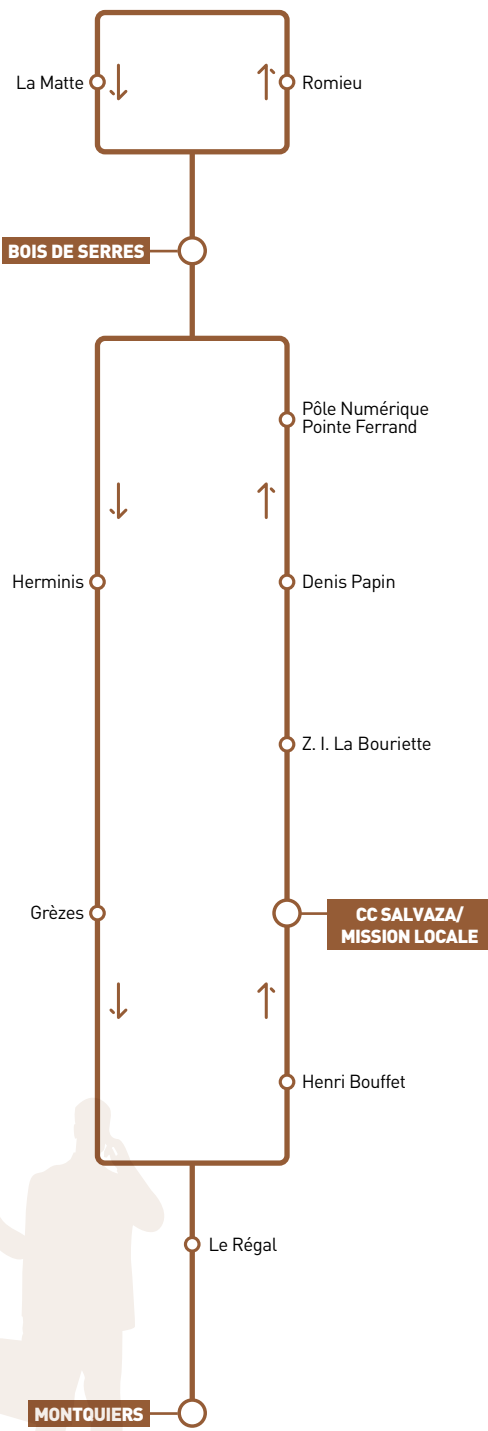 La Matte
Romieu
BOIS DE SERRES
Pôle Numérique
Pointe Ferrand
Herminis
Denis Papin
Z. I. La Bouriette
Grèzes
CC SALVAZA/
MISSION LOCALE
Henri Bouffet
Le Régal
MONTQUIERS